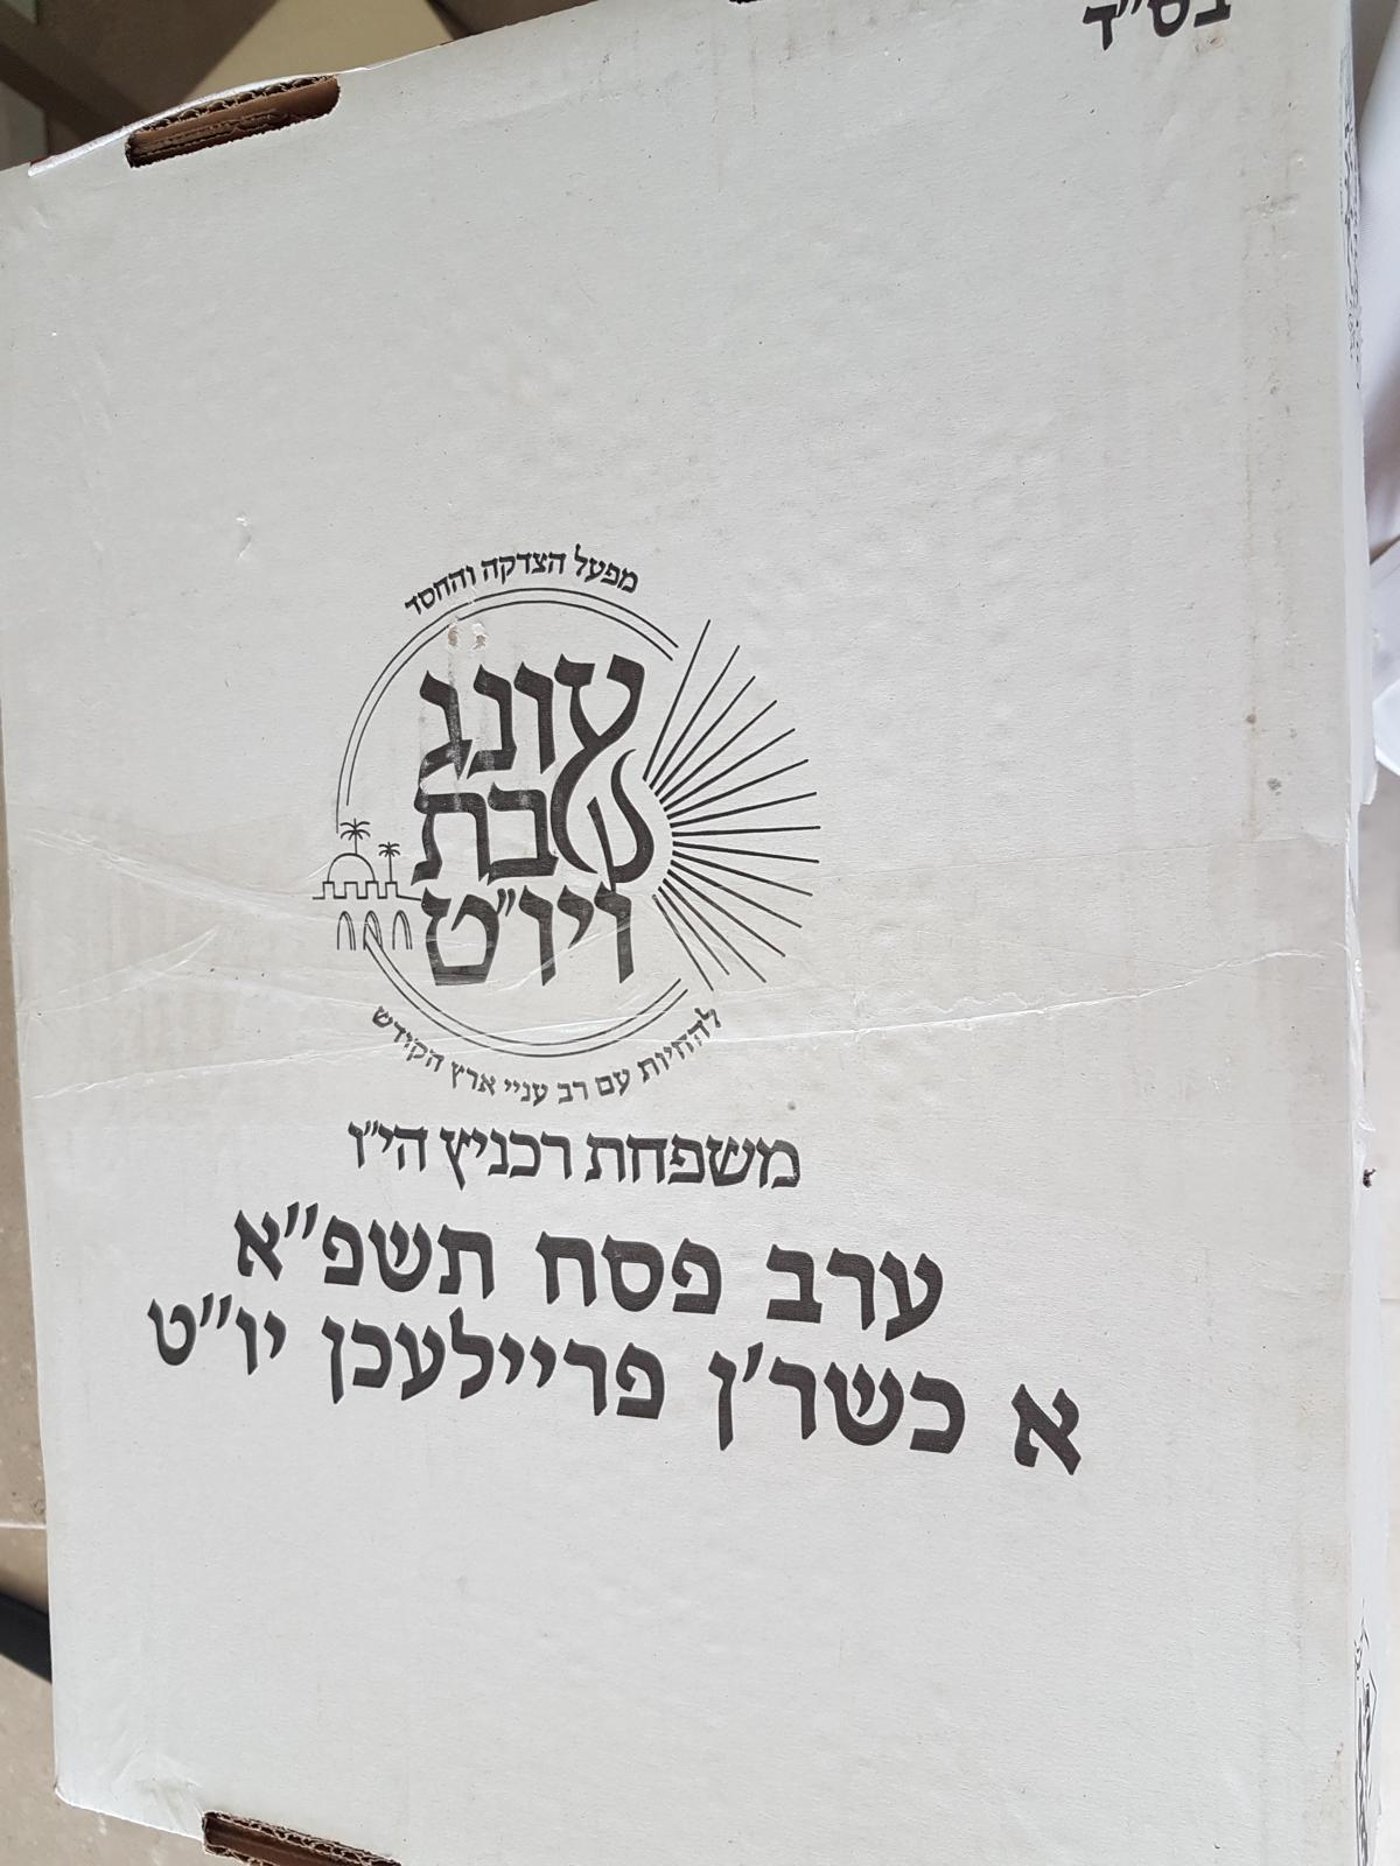 בס"ד
מפעל הצדקה והחסד
עונג
שבת
ויו"ט
להחיות עם רב עניי ארץ הקודש
משפחת רכניץ הי"ו
ערב פסח תשפ"א
א כשר'ן פריילעכן יו"ט